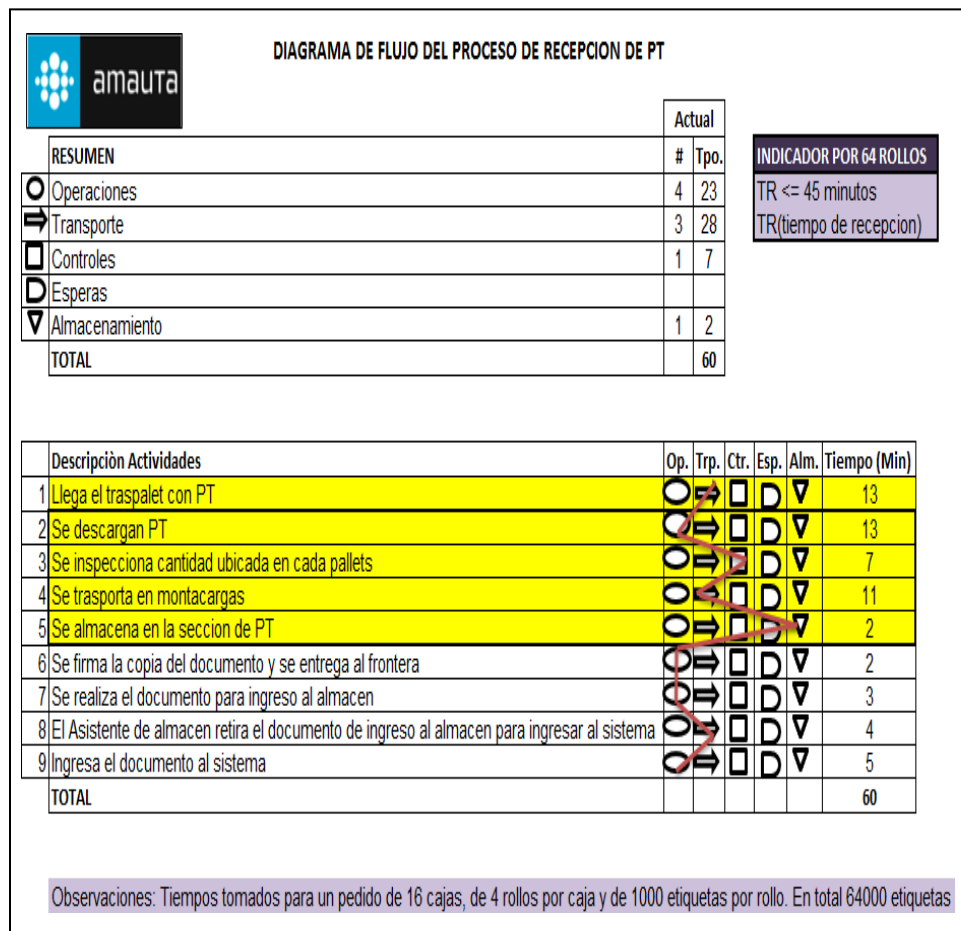 amauta
DIAGRAMA DE FLUJO DEL PROCESO DE RECEPCION DE PT
Actual
RESUMEN # Tpo.
Operaciones 4 23
Transporte 3 28
Controles 1 7
Esperas
Almacenamiento 1 2
TOTAL 60
INDICADOR POR 64 ROLLOS
TR <= 45 minutos
TR(tiempo de recepcion)
Descripciòn Actividades Op. Trp. Ctr. Esp. Alm. Tiempo (Min)
1 Llega el traspalet con PT 13
2 Se descargan PT 13
3 Se inspecciona cantidad ubicada en cada pallets 7
4 Se trasporta en montacargas 11
5 Se almacena en la seccion de PT 2
6 Se firma la copia del documento y se entrega al frontera 2
7 Se realiza el documento para ingreso al almacen 3
8 El Asistente de almacen retira el documento de ingreso al almacen para ingresar al sistema 4
9 Ingresa el documento al sistema 5
TOTAL 60
Observaciones: Tiempos tomados para un pedido de 16 cajas, de 4 rollos por caja y de 1000 etiquetas por rollo. En total 64000 etiquetas